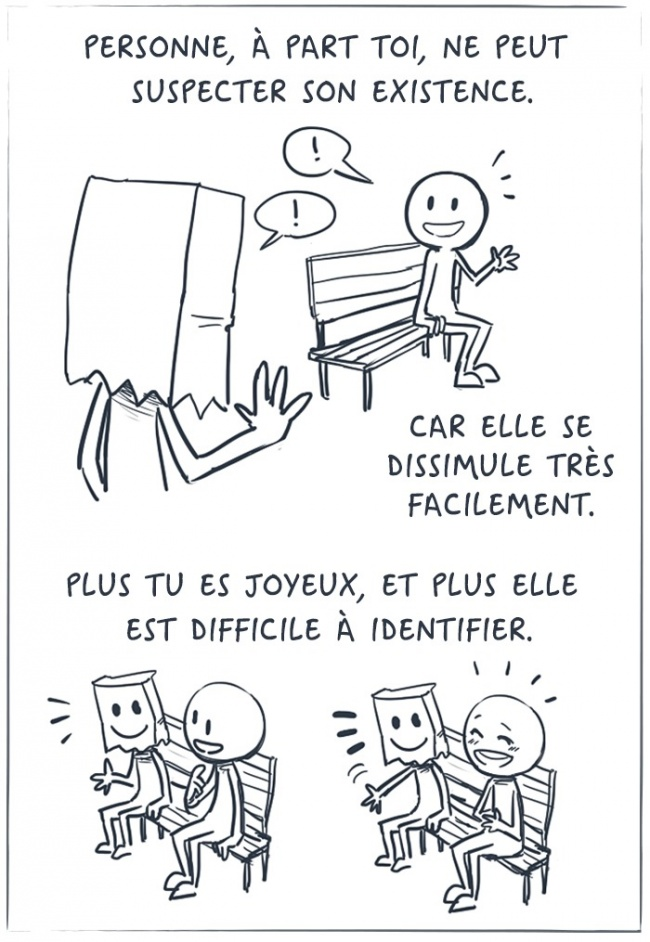 PERSONNE, À PART TOI, NE PEUT
SUSPECTER SON EXISTENCE.
!
!
CAR ELLE SE
DISSIMULE TRÈS
FACILEMENT.
PLUS TU ES JOYEUX, ET PLUS ELLE
EST DIFFICILE À IDENTIFIER.